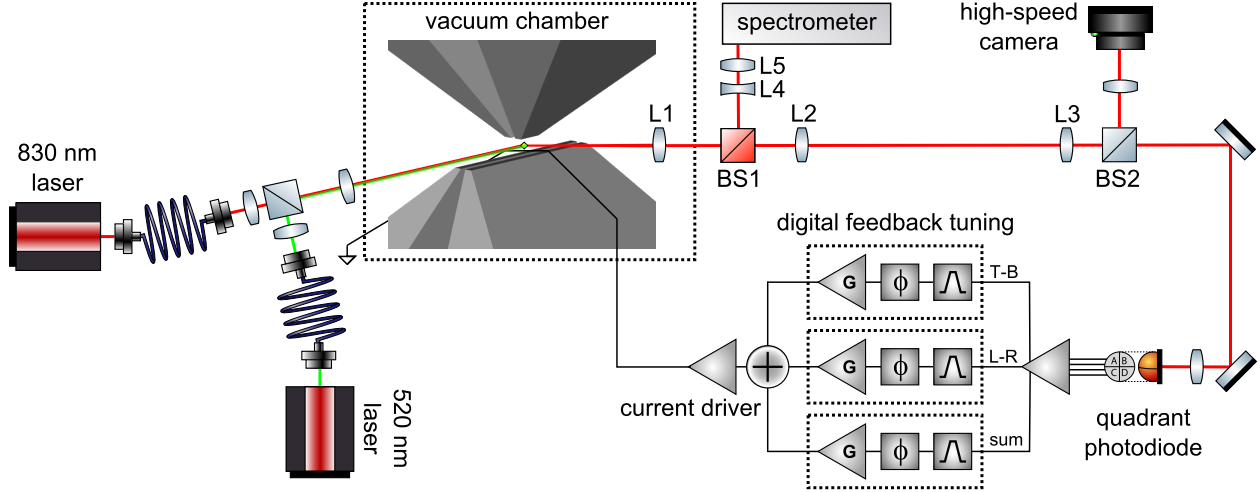 vacuum chamber
spectrometer
high-speed
camera
L5
L4
L1
L2
L3
BS1
BS2
830 nm
laser
digital feedback tuning
T-B
G
ϕ
L-R
G
ϕ
A B
C D
current driver
sum
G
ϕ
quadrant
photodiode
520 nm
laser